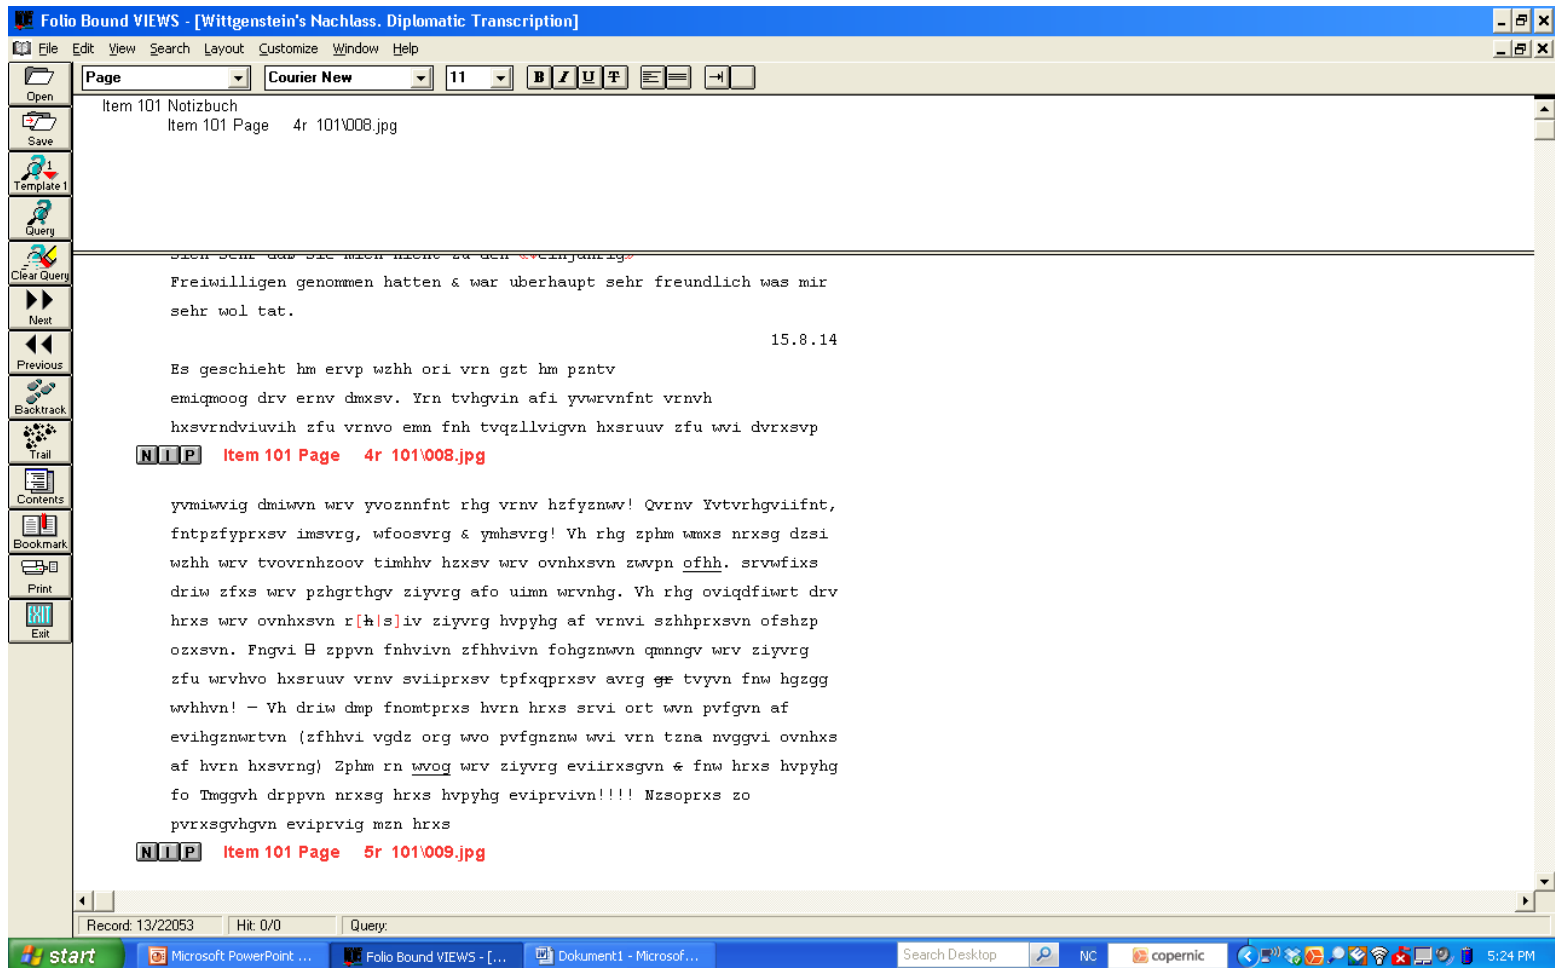 Folio Bound VIEWS - [Wittgenstein's Nachlass. Diplomatic Transcription]
File Edit View Search Layout Customize Window Help
Page Courier New 11 B I U T
Open
Save
Template 1
Query
Clear Query
Next
Previous
Backtrack
Trail
Contents
Bookmark
Print
EXIT
Exit
Item 101 Notizbuch
Item 101 Page 4r 101\008.jpg
sich sehr daß sie mich nicht zu den «einjährig»
Freiwilligen genommen hatten & war uberhaupt sehr freundlich was mir
sehr wol tat.
15.8.14
Es geschieht hm ervp wzhh ori vrn gzt hm pzntv
emiqmoog drv ernv dmxsv. Yrn tvhgvin afi yvwrvnfnt vrnvh
hxsvrndviuvih zfu vrnvo emn fnh tvqzllvigvn hxsruuv zfu wvi dvrxsvp
N I P Item 101 Page 4r 101\008.jpg
yvmiwvig dmiwvn wrv yvoznnfnt rhg vrnv hzfyznwv! Qvrnv Yvtvrhgviifnt,
fntpzfyprxsv imsvrg, wfoosvrg & ymhsvrg! Vh rhg zphm wmxs nrxsg dzsi
wzhh wrv tvovrnhzoov timhhv hzxsv wrv ovnhxsvn zwvpn ofhh. srvwfixs
driw zfxs wrv pzhgrthgv ziyvrg afo uimn wrvnhg. Vh rhg oviqdfiwrt drv
hrxs wrv ovnhxsvn r[h|s]iv ziyvrg hvpyhg af vrnvi szhhprxsvn ofshzp
ozxsvn. Fngvi zppvn fnhvivn zfhhvivn fohgznwvn qmnngv wrv ziyvrg
zfu wrvhvo hxsruuv vrnv sviiprxsv tpfxqprxsv avrg gr tvyvn fnw hgzgg
wvhhvn! — Vh driw dmp fnomtprxs hvrn hrxs srvi ort wvn pvfgvn af
evihgznwrtvn (zfhhvi vgdz org wvo pvfgnznw wvi vrn tzna nvggvi ovnhxs
af hvrn hxsvrng) Zphm rn wvog wrv ziyvrg eviirxsgvn & fnw hrxs hvpyhg
fo Tmggvh drppvn nrxsg hrxs hvpyhg eviprvivn!!!! Nzsoprxs zo
pvrxsgvhgvn eviprvig mzn hrxs
N I P Item 101 Page 5r 101\009.jpg
Record: 13/22053 Hit: 0/0 Query:
start Microsoft PowerPoint ... Folio Bound VIEWS - [... Dokument1 - Microsof... Search Desktop NC copernic 5:24 PM